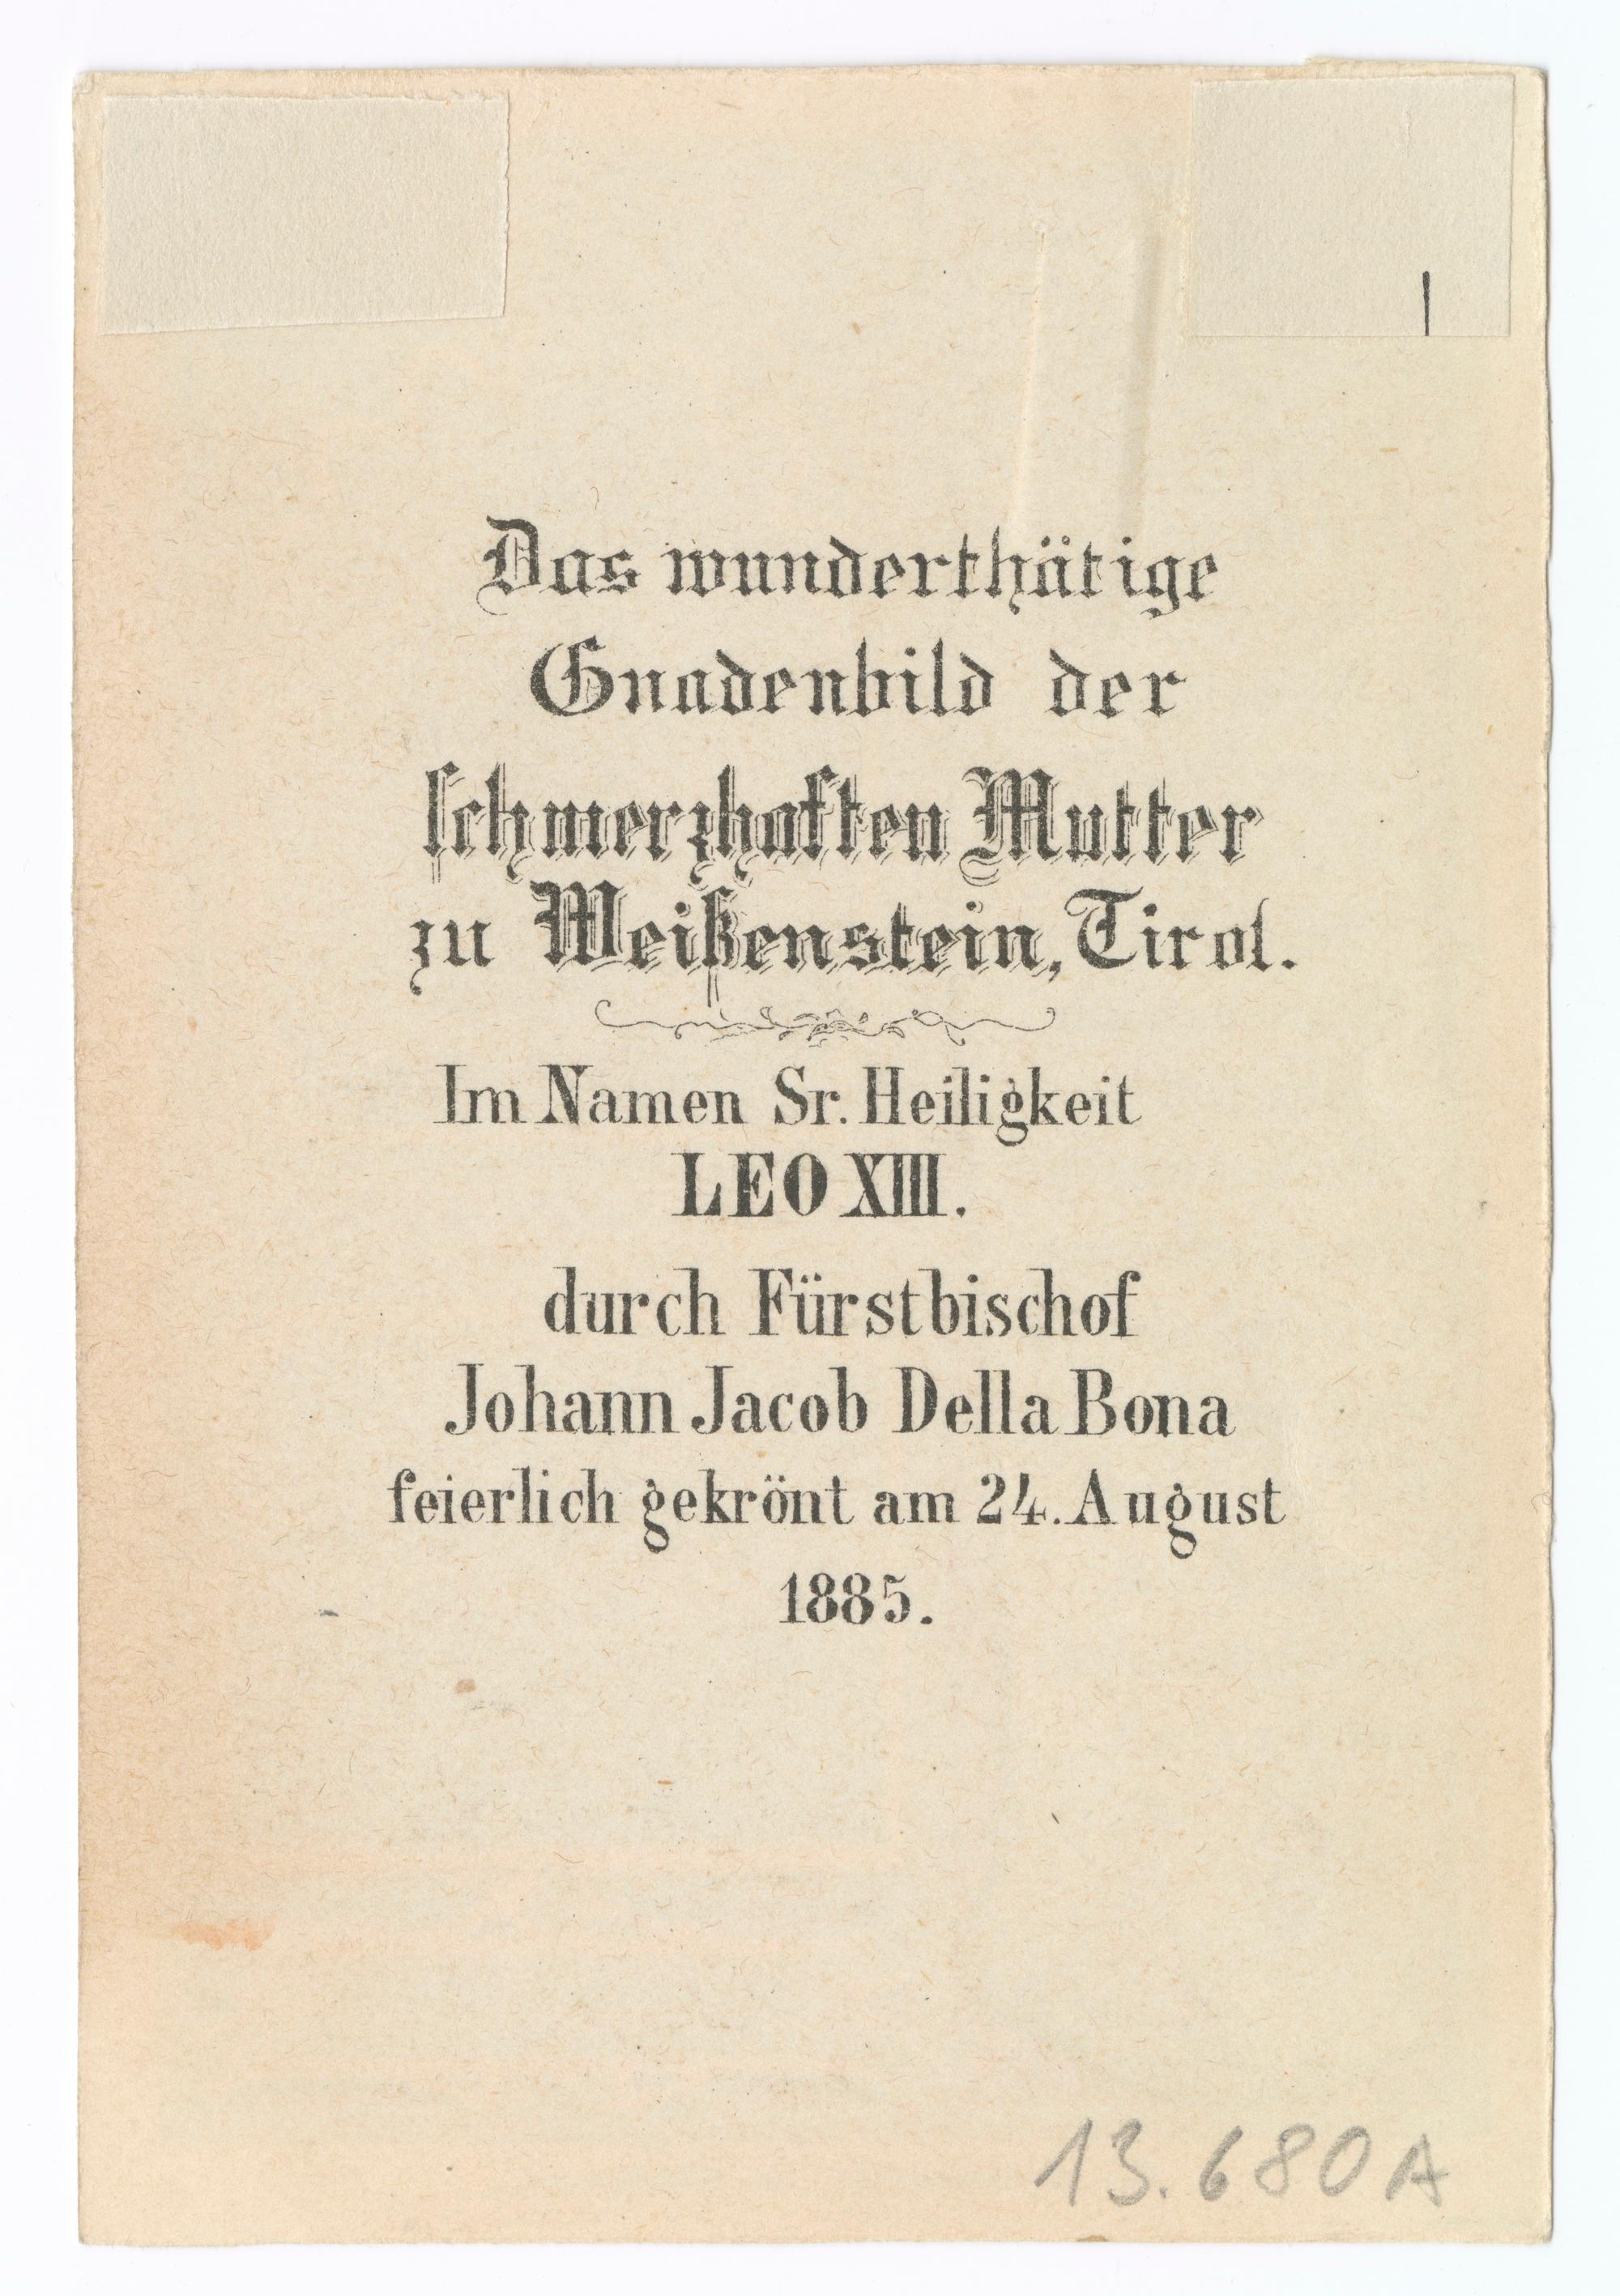 Das wunderthätige
Gnadenbild der
schmerzhaften Mutter
zu Weißenstein, Tirol.
Im Namen Sr. Heiligkeit
LEO XIII.
durch Fürstbischof
Johann Jacob Della Bona
feierlich gekrönt am 24. August
1885.
13.680 A